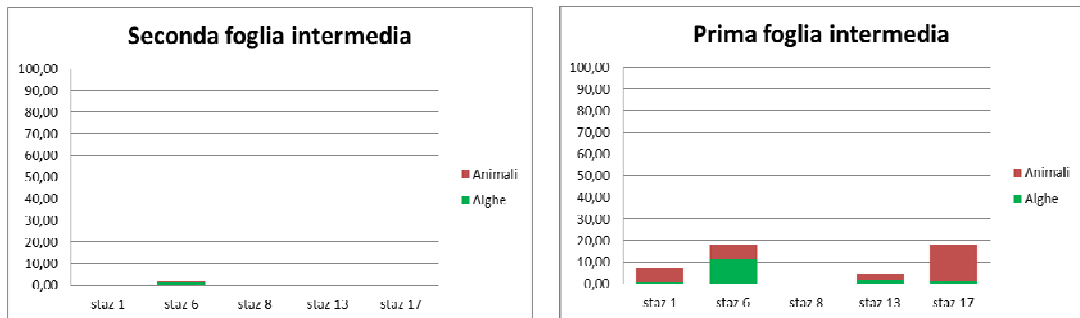 Seconda foglia intermedia
100,00
90,00
80,00
70,00
60,00
50,00
40,00
30,00
20,00
10,00
0,00
staz 1
staz 6
staz 8
staz 13
staz 17
Animali
Alghe
Prima foglia intermedia
100,00
90,00
80,00
70,00
60,00
50,00
40,00
30,00
20,00
10,00
0,00
staz 1
staz 6
staz 8
staz 13
staz 17
Animali
Alghe